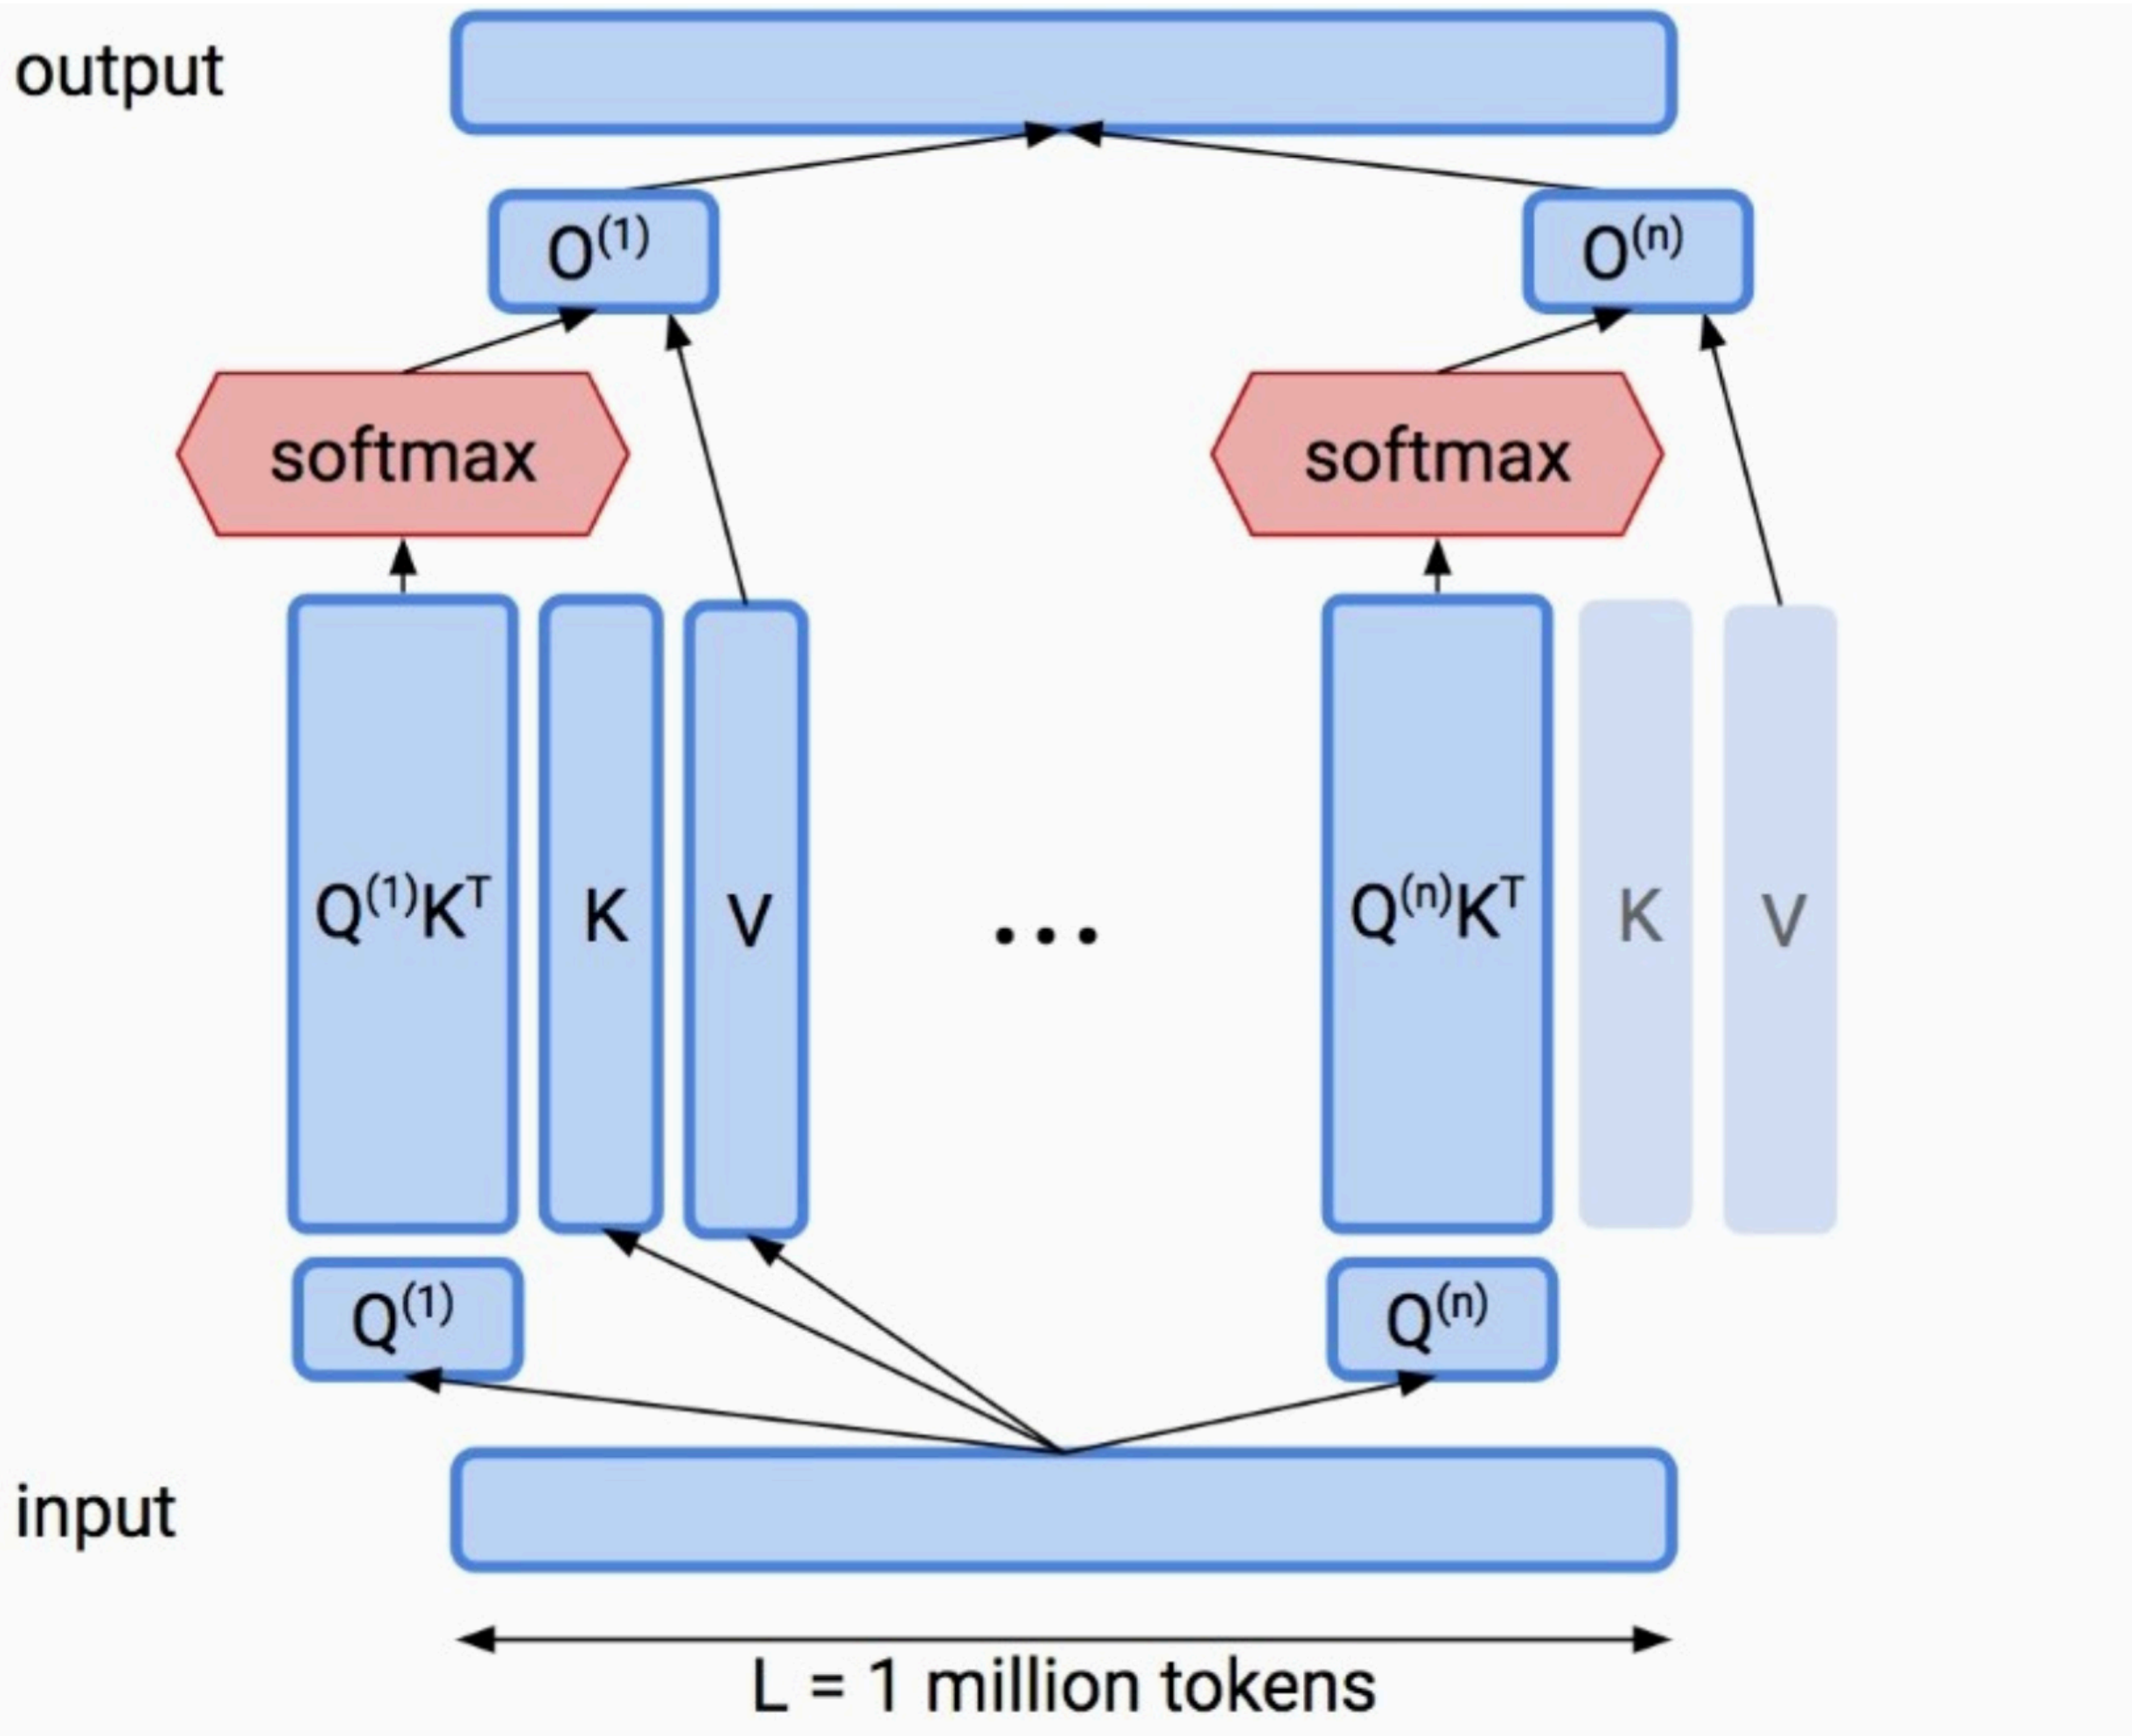 output
O⁽¹⁾
O⁽ⁿ⁾
softmax
softmax
Q⁽¹⁾Kᵀ
K
V
...
Q⁽ⁿ⁾Kᵀ
K
V
Q⁽¹⁾
Q⁽ⁿ⁾
input
L = 1 million tokens